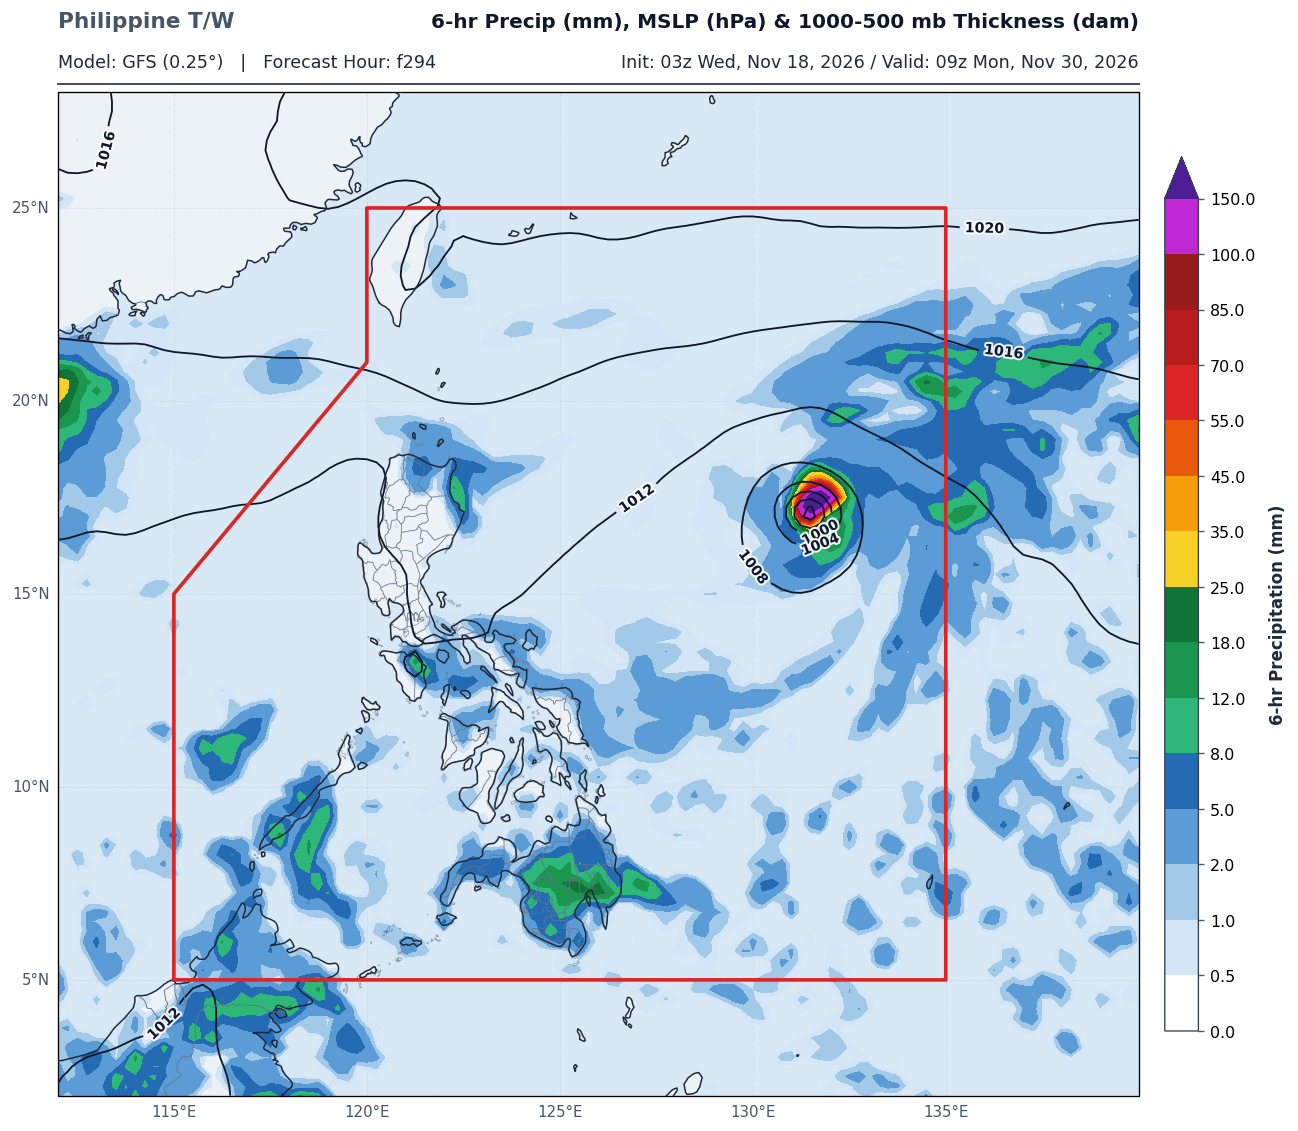 Philippine T/W
6-hr Precip (mm), MSLP (hPa) & 1000-500 mb Thickness (dam)
Model: GFS (0.25°) | Forecast Hour: f294
Init: 03z Wed, Nov 18, 2026 / Valid: 09z Mon, Nov 30, 2026
1016
25°N
1020
1016
20°N
1012
1000
1004
1008
15°N
10°N
5°N
1012
115°E
120°E
125°E
130°E
135°E
150.0
100.0
85.0
70.0
55.0
45.0
35.0
25.0
18.0
12.0
8.0
5.0
2.0
1.0
0.5
0.0
6-hr Precipitation (mm)